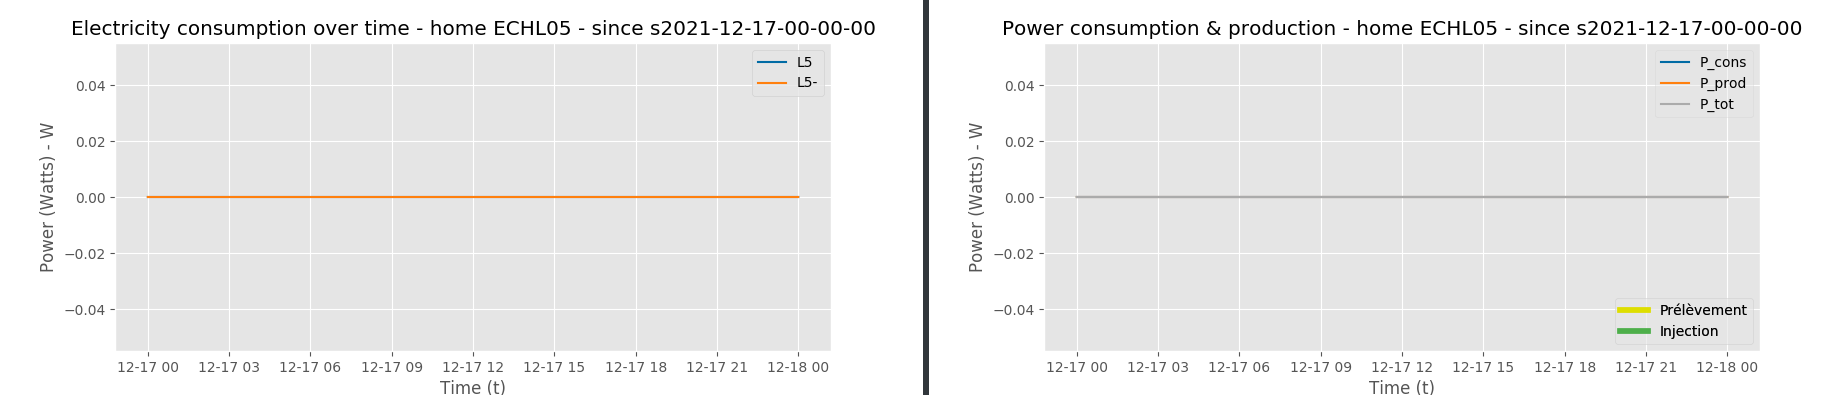 Electricity consumption over time - home ECHL05 - since s2021-12-17-00-00-00
L5
L5-
0.04
0.02
0.00
−0.02
−0.04
Power (Watts) - W
12-17 00 12-17 03 12-17 06 12-17 09 12-17 12 12-17 15 12-17 18 12-17 21 12-18 00
Time (t)
Power consumption & production - home ECHL05 - since s2021-12-17-00-00-00
P_cons
P_prod
P_tot
0.04
0.02
0.00
−0.02
−0.04
Power (Watts) - W
Prélèvement
Injection
12-17 00 12-17 03 12-17 06 12-17 09 12-17 12 12-17 15 12-17 18 12-17 21 12-18 00
Time (t)